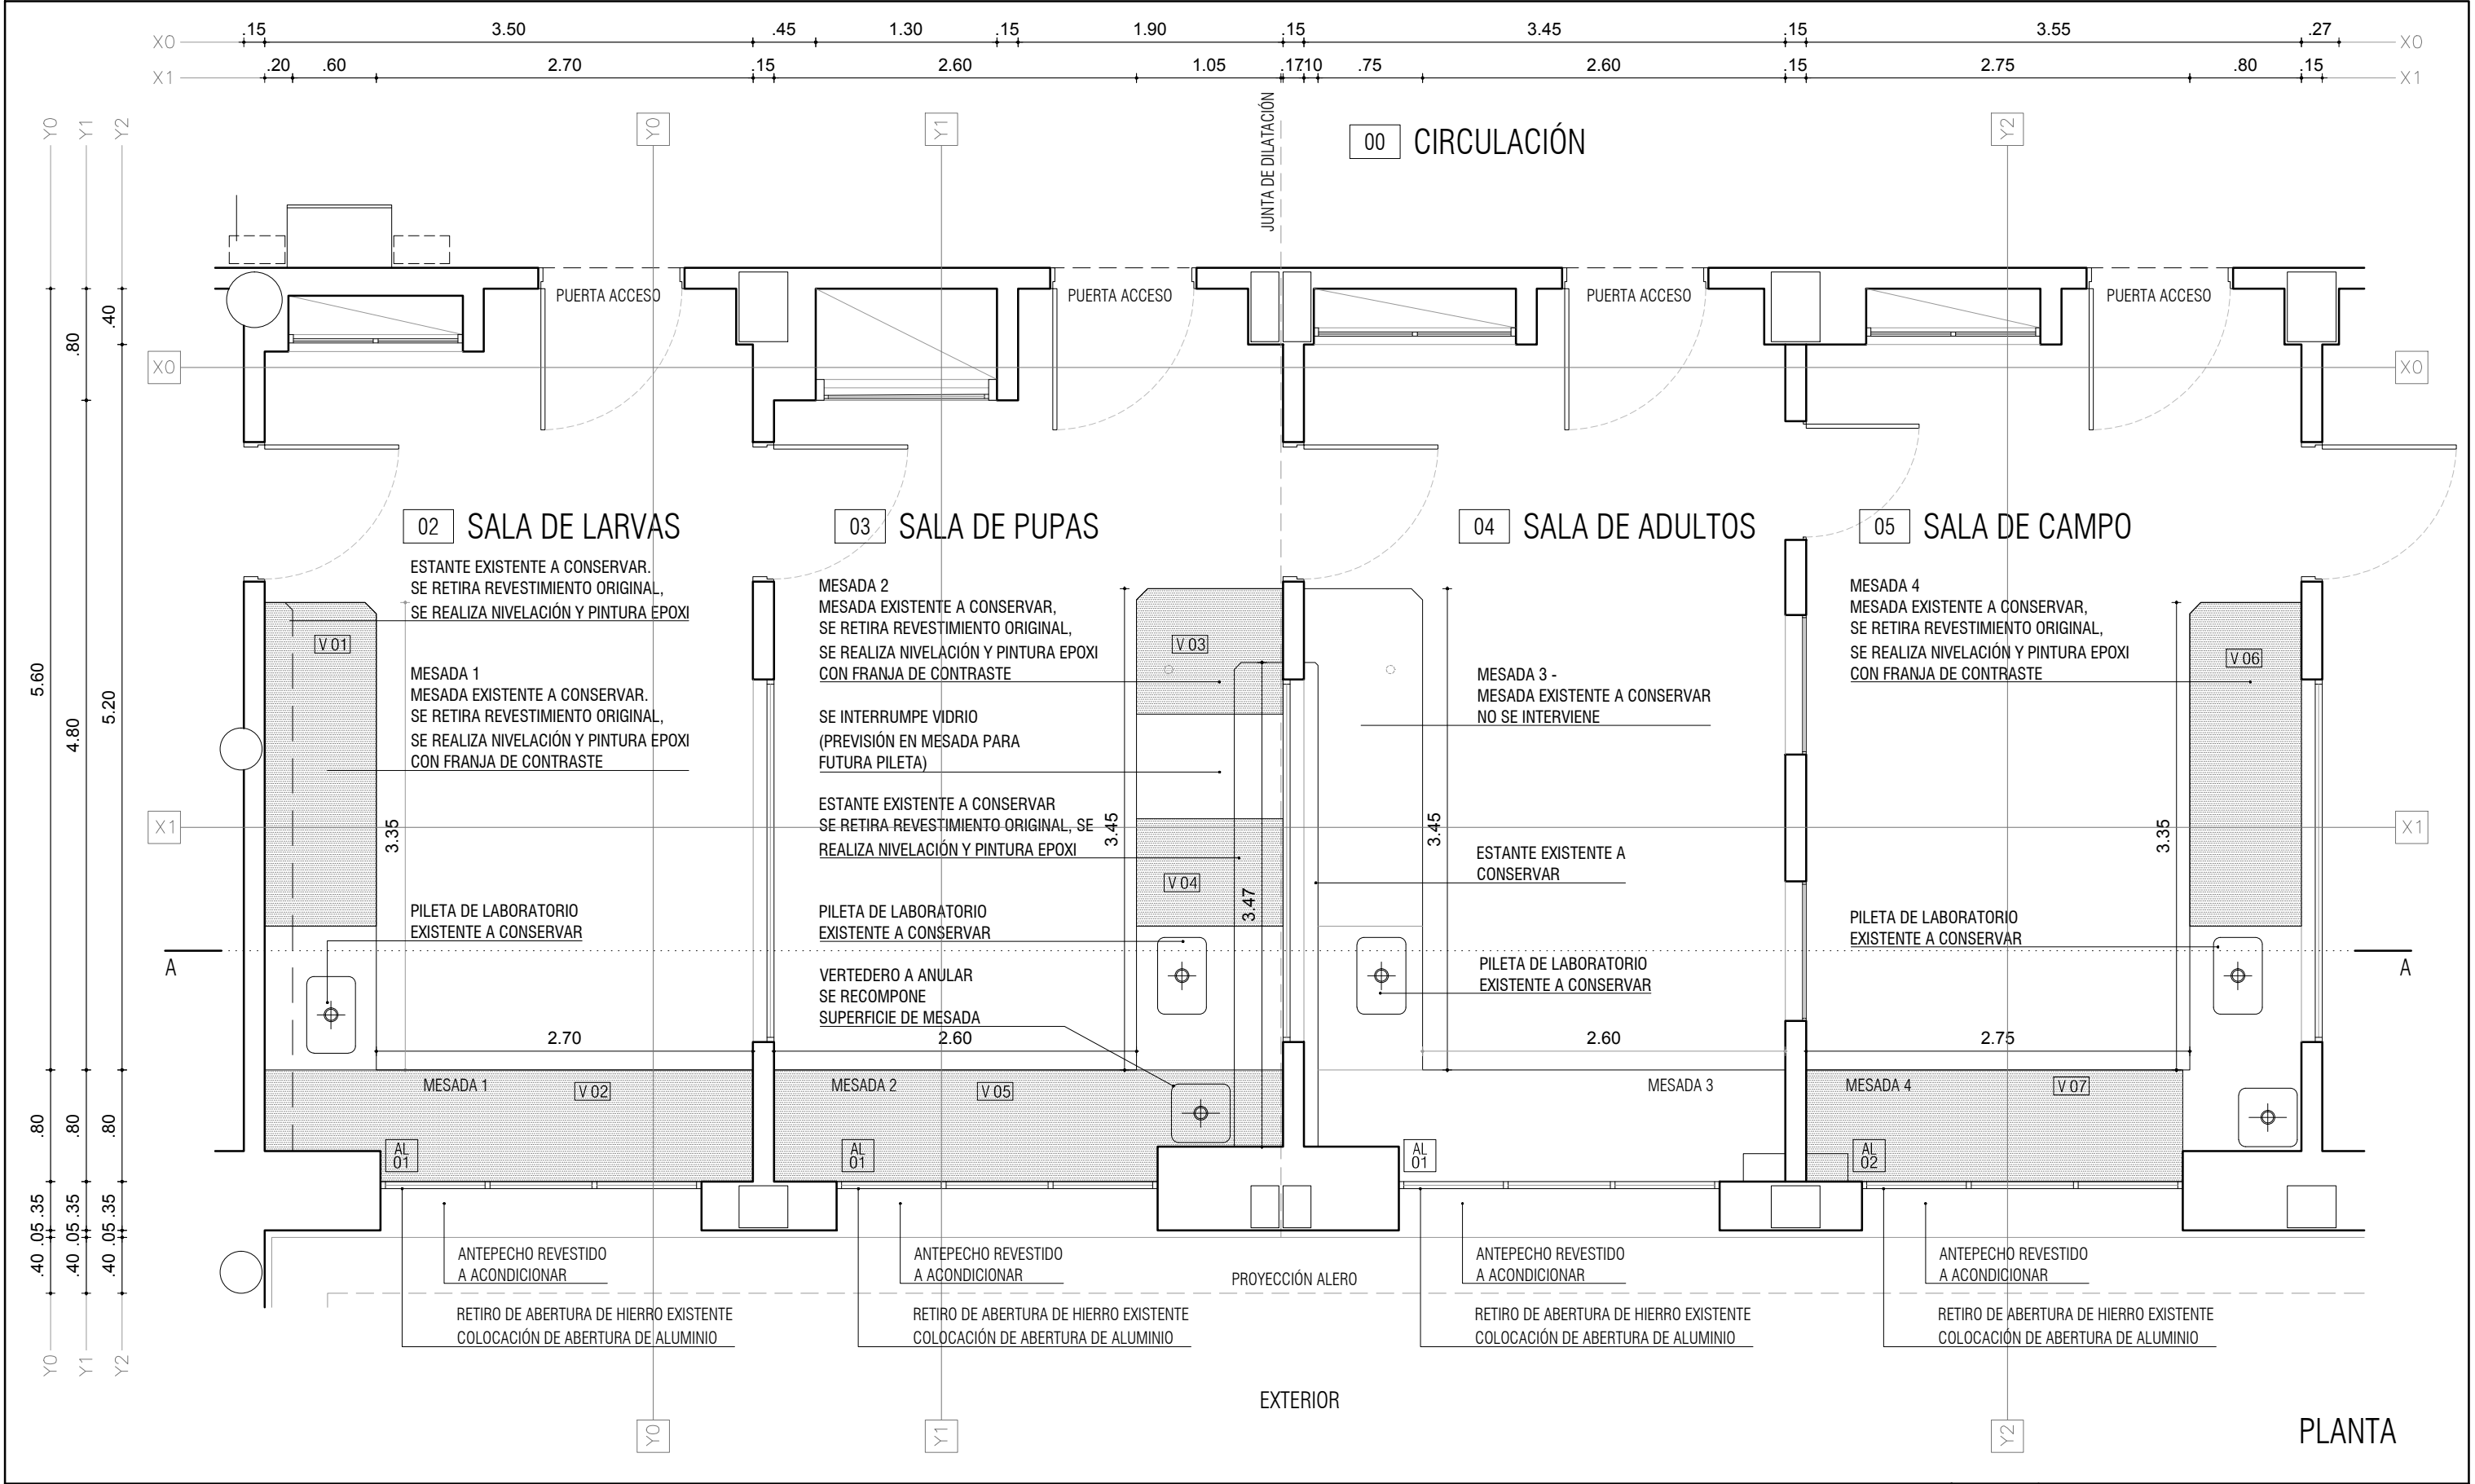 X0 .15 3.50 .45 1.30 .15 1.90 .15 3.45 .15 3.55 .27 X0
X1 .20 .60 2.70 .15 2.60 1.05 .17 .10 .75 2.60 .15 2.75 .80 .15 X1
Y0 Y1 Y2
Y0 Y1 Y2
JUNTA DE DILATACIÓN
00 CIRCULACIÓN
PUERTA ACCESO
PUERTA ACCESO
PUERTA ACCESO
PUERTA ACCESO
X0 X0
5.60 .80 .05 .35 .40
.80 4.80 .80 .05 .35 .40
.40 5.20 .80 .05 .35 .40
02 SALA DE LARVAS
ESTANTE EXISTENTE A CONSERVAR.
SE RETIRA REVESTIMIENTO ORIGINAL,
SE REALIZA NIVELACIÓN Y PINTURA EPOXI
V 01
MESADA 1
MESADA EXISTENTE A CONSERVAR.
SE RETIRA REVESTIMIENTO ORIGINAL,
SE REALIZA NIVELACIÓN Y PINTURA EPOXI
CON FRANJA DE CONTRASTE
3.35
PILETA DE LABORATORIO
EXISTENTE A CONSERVAR
2.70
MESADA 1
V 02
AL
01
03 SALA DE PUPAS
MESADA 2
MESADA EXISTENTE A CONSERVAR,
SE RETIRA REVESTIMIENTO ORIGINAL,
SE REALIZA NIVELACIÓN Y PINTURA EPOXI
CON FRANJA DE CONTRASTE
V 03
SE INTERRUMPE VIDRIO
(PREVISIÓN EN MESADA PARA
FUTURA PILETA)
ESTANTE EXISTENTE A CONSERVAR
SE RETIRA REVESTIMIENTO ORIGINAL, SE
REALIZA NIVELACIÓN Y PINTURA EPOXI
3.45
V 04
3.47
PILETA DE LABORATORIO
EXISTENTE A CONSERVAR
VERTEDERO A ANULAR
SE RECOMPONE
SUPERFICIE DE MESADA
2.60
MESADA 2
V 05
AL
01
04 SALA DE ADULTOS
MESADA 3 -
MESADA EXISTENTE A CONSERVAR
NO SE INTERVIENE
3.45
ESTANTE EXISTENTE A
CONSERVAR
PILETA DE LABORATORIO
EXISTENTE A CONSERVAR
2.60
MESADA 3
AL
01
05 SALA DE CAMPO
MESADA 4
MESADA EXISTENTE A CONSERVAR,
SE RETIRA REVESTIMIENTO ORIGINAL,
SE REALIZA NIVELACIÓN Y PINTURA EPOXI
CON FRANJA DE CONTRASTE
V 06
3.35
PILETA DE LABORATORIO
EXISTENTE A CONSERVAR
2.75
MESADA 4
V 07
AL
02
X1 X1
A A
ANTEPECHO REVESTIDO
A ACONDICIONAR
RETIRO DE ABERTURA DE HIERRO EXISTENTE
COLOCACIÓN DE ABERTURA DE ALUMINIO
ANTEPECHO REVESTIDO
A ACONDICIONAR
RETIRO DE ABERTURA DE HIERRO EXISTENTE
COLOCACIÓN DE ABERTURA DE ALUMINIO
PROYECCIÓN ALERO
ANTEPECHO REVESTIDO
A ACONDICIONAR
RETIRO DE ABERTURA DE HIERRO EXISTENTE
COLOCACIÓN DE ABERTURA DE ALUMINIO
ANTEPECHO REVESTIDO
A ACONDICIONAR
RETIRO DE ABERTURA DE HIERRO EXISTENTE
COLOCACIÓN DE ABERTURA DE ALUMINIO
Y0 Y1 Y2
EXTERIOR
Y0 Y1 Y2
PLANTA